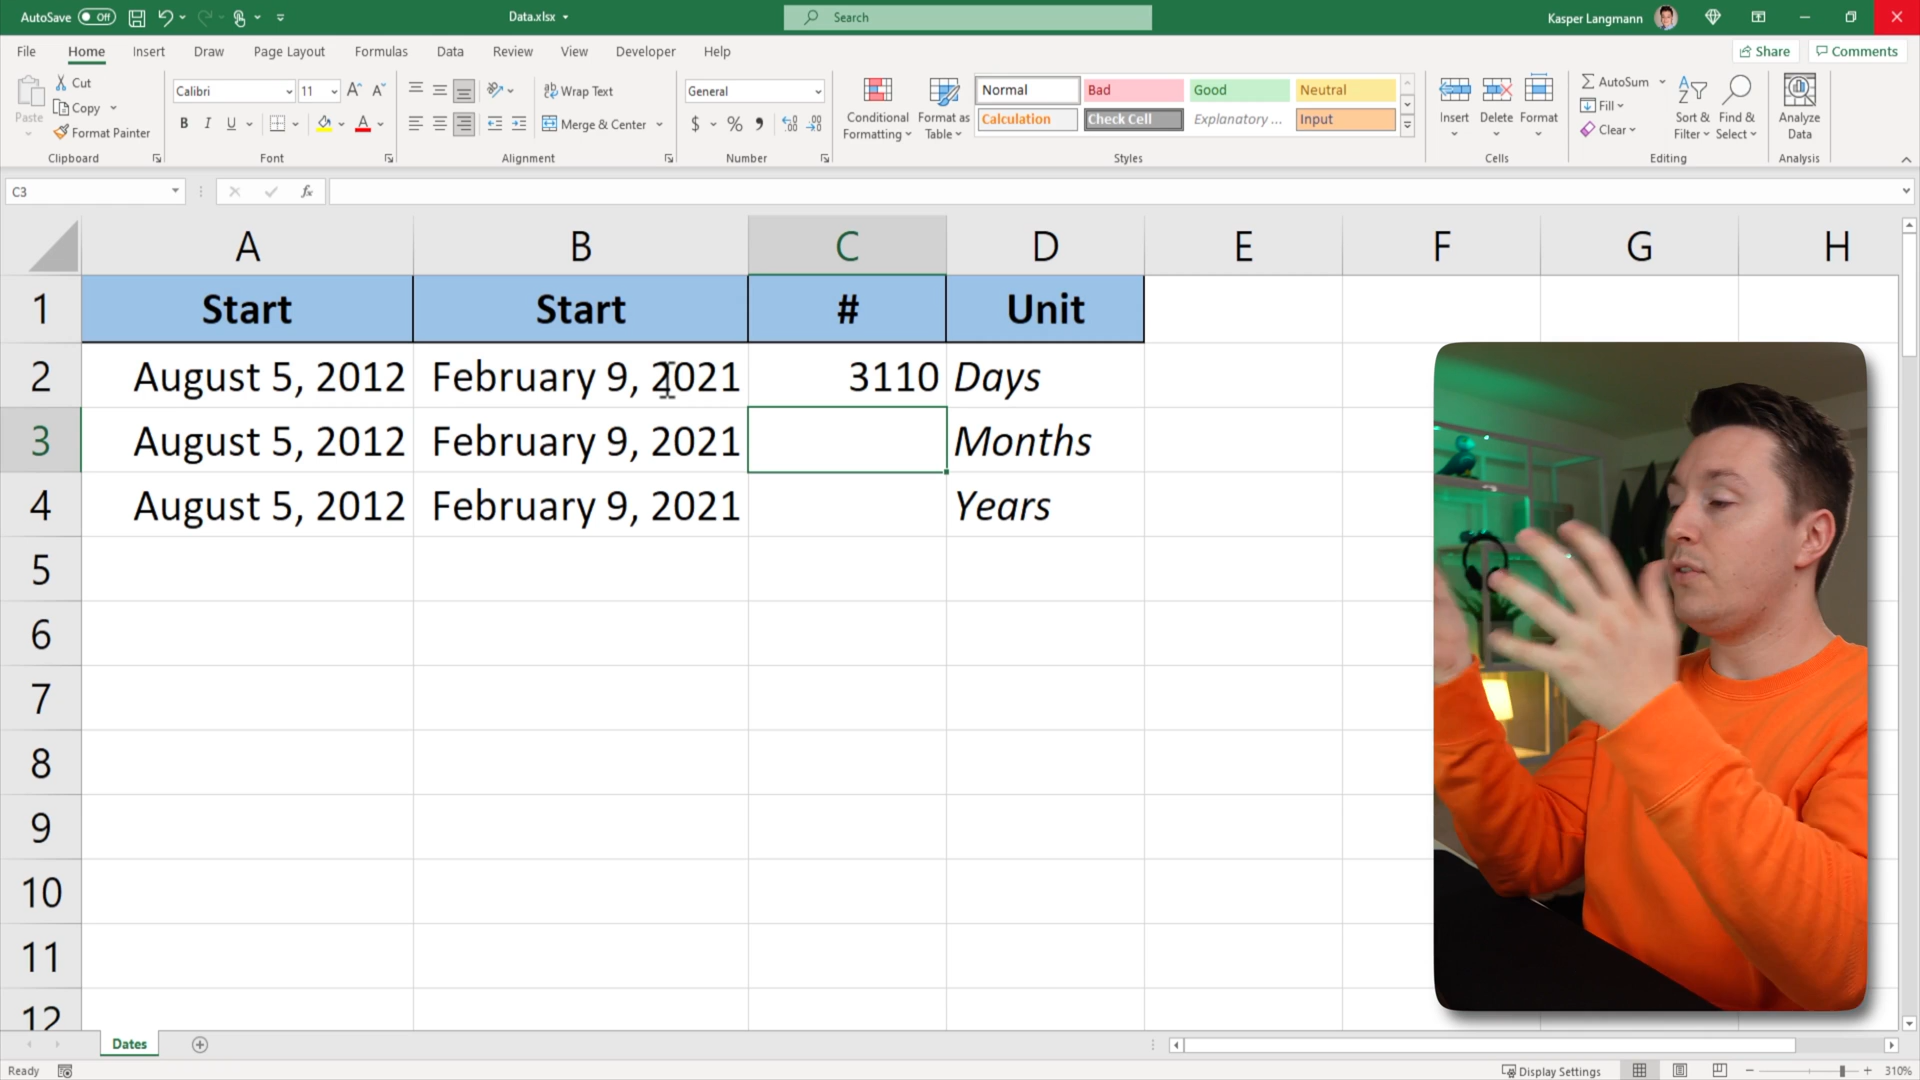 AutoSave Off Data.xlsx Search Kasper Langmann
File Home Insert Draw Page Layout Formulas Data Review View Developer Help Share Comments
Paste Cut Copy Format Painter Clipboard
Calibri 11 A A B I U A Font
Wrap Text Merge & Center Alignment
General $ % Number
Conditional Formatting Format as Table
Normal Bad Good Neutral
Calculation Check Cell Explanatory ... Input
Styles
Insert Delete Format Cells
AutoSum Fill Clear Sort & Filter Find & Select Editing
Analyze Data Analysis
C3 fx
A B C D E F G H
1 Start Start # Unit
2 August 5, 2012 February 9, 2021 3110 Days
3 August 5, 2012 February 9, 2021 Months
4 August 5, 2012 February 9, 2021 Years
5
6
7
8
9
10
11
12
Dates
Ready Display Settings 310%